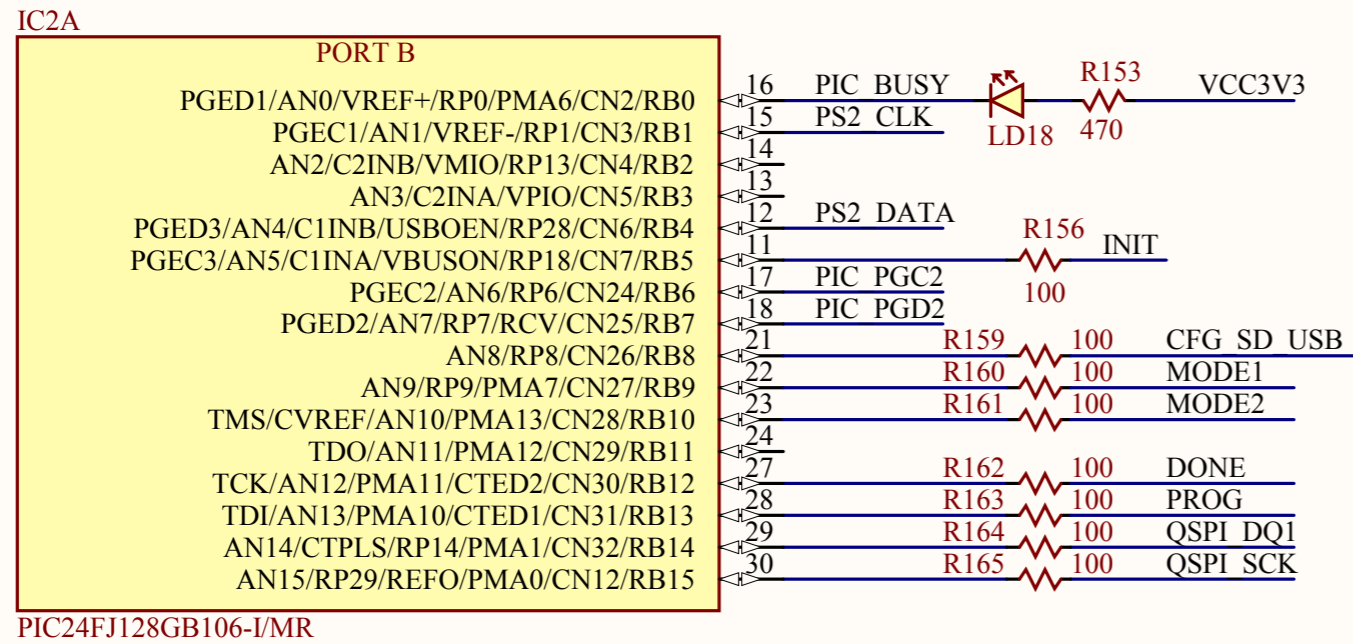 IC2A
PORT B
PGED1/AN0/VREF+/RP0/PMA6/CN2/RB0 16 PIC_BUSY LD18 R153 470 VCC3V3
PGEC1/AN1/VREF-/RP1/CN3/RB1 15 PS2_CLK
AN2/C2INB/VMIO/RP13/CN4/RB2 14
AN3/C2INA/VPIO/CN5/RB3 13
PGED3/AN4/C1INB/USBOEN/RP28/CN6/RB4 12 PS2_DATA
PGEC3/AN5/C1INA/VBUSON/RP18/CN7/RB5 11 R156 100 INIT
PGEC2/AN6/RP6/CN24/RB6 17 PIC_PGC2
PGED2/AN7/RP7/RCV/CN25/RB7 18 PIC_PGD2
AN8/RP8/CN26/RB8 21 R159 100 CFG_SD_USB
AN9/RP9/PMA7/CN27/RB9 22 R160 100 MODE1
TMS/CVREF/AN10/PMA13/CN28/RB10 23 R161 100 MODE2
TDO/AN11/PMA12/CN29/RB11 24
TCK/AN12/PMA11/CTED2/CN30/RB12 27 R162 100 DONE
TDI/AN13/PMA10/CTED1/CN31/RB13 28 R163 100 PROG
AN14/CTPLS/RP14/PMA1/CN32/RB14 29 R164 100 QSPI_DQ1
AN15/RP29/REFO/PMA0/CN12/RB15 30 R165 100 QSPI_SCK
PIC24FJ128GB106-I/MR